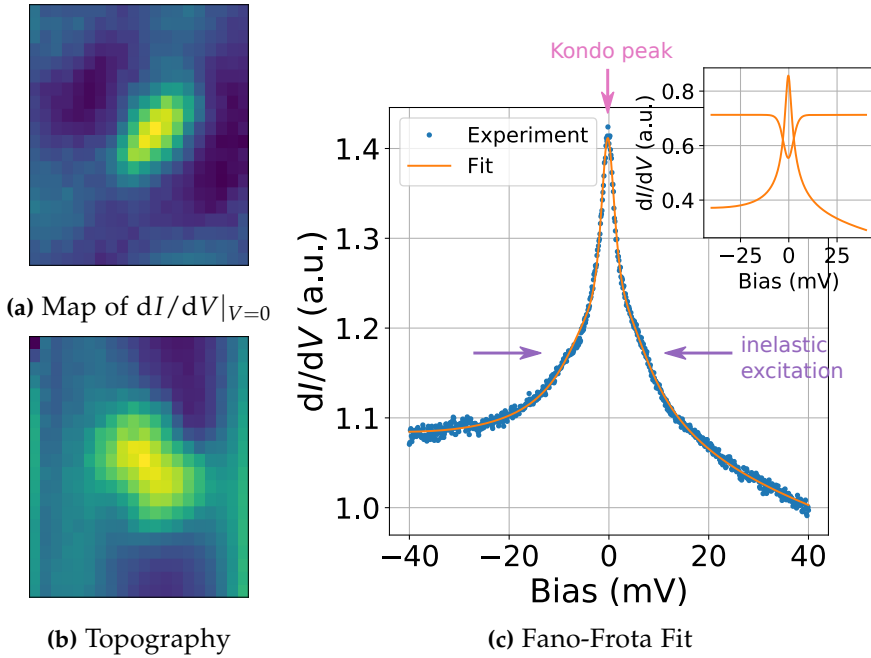 (a) Map of dI/dV|V=0
(b) Topography
Kondo peak
Experiment
Fit
1.4
1.3
1.2
1.1
1.0
dI/dV (a.u.)
inelastic
excitation
−40
−20
0
20
40
Bias (mV)
0.8
0.6
0.4
dI/dV (a.u.)
−25
0
25
Bias (mV)
(c) Fano-Frota Fit